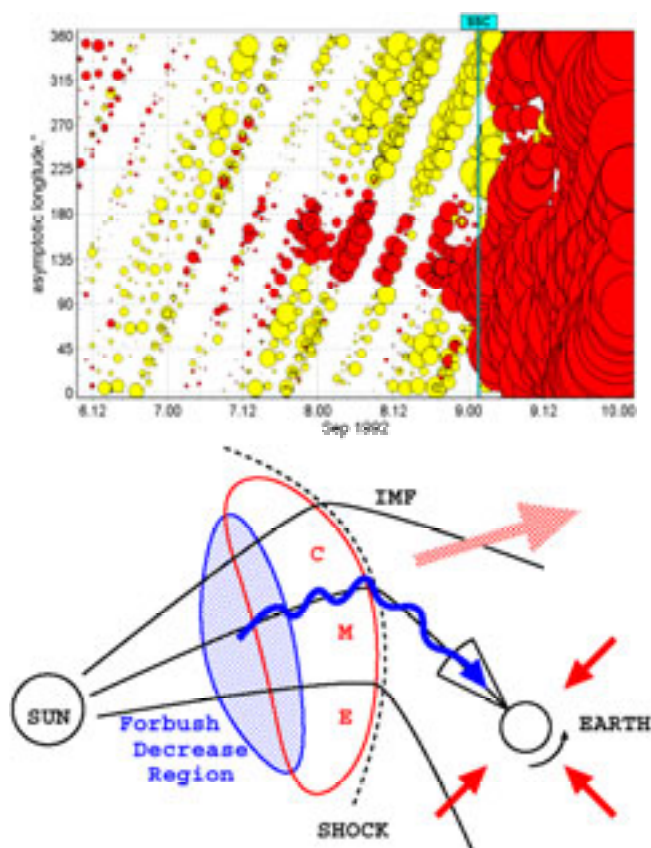 SSC
360
315
270
225
180
135
90
45
0
asymptotic longitude,°
6.12 7.00 7.12 8.00 8.12 9.00 9.12 10.00
Sep 1992
IMF
C
M
E
SUN
Forbush
Decrease
Region
EARTH
SHOCK